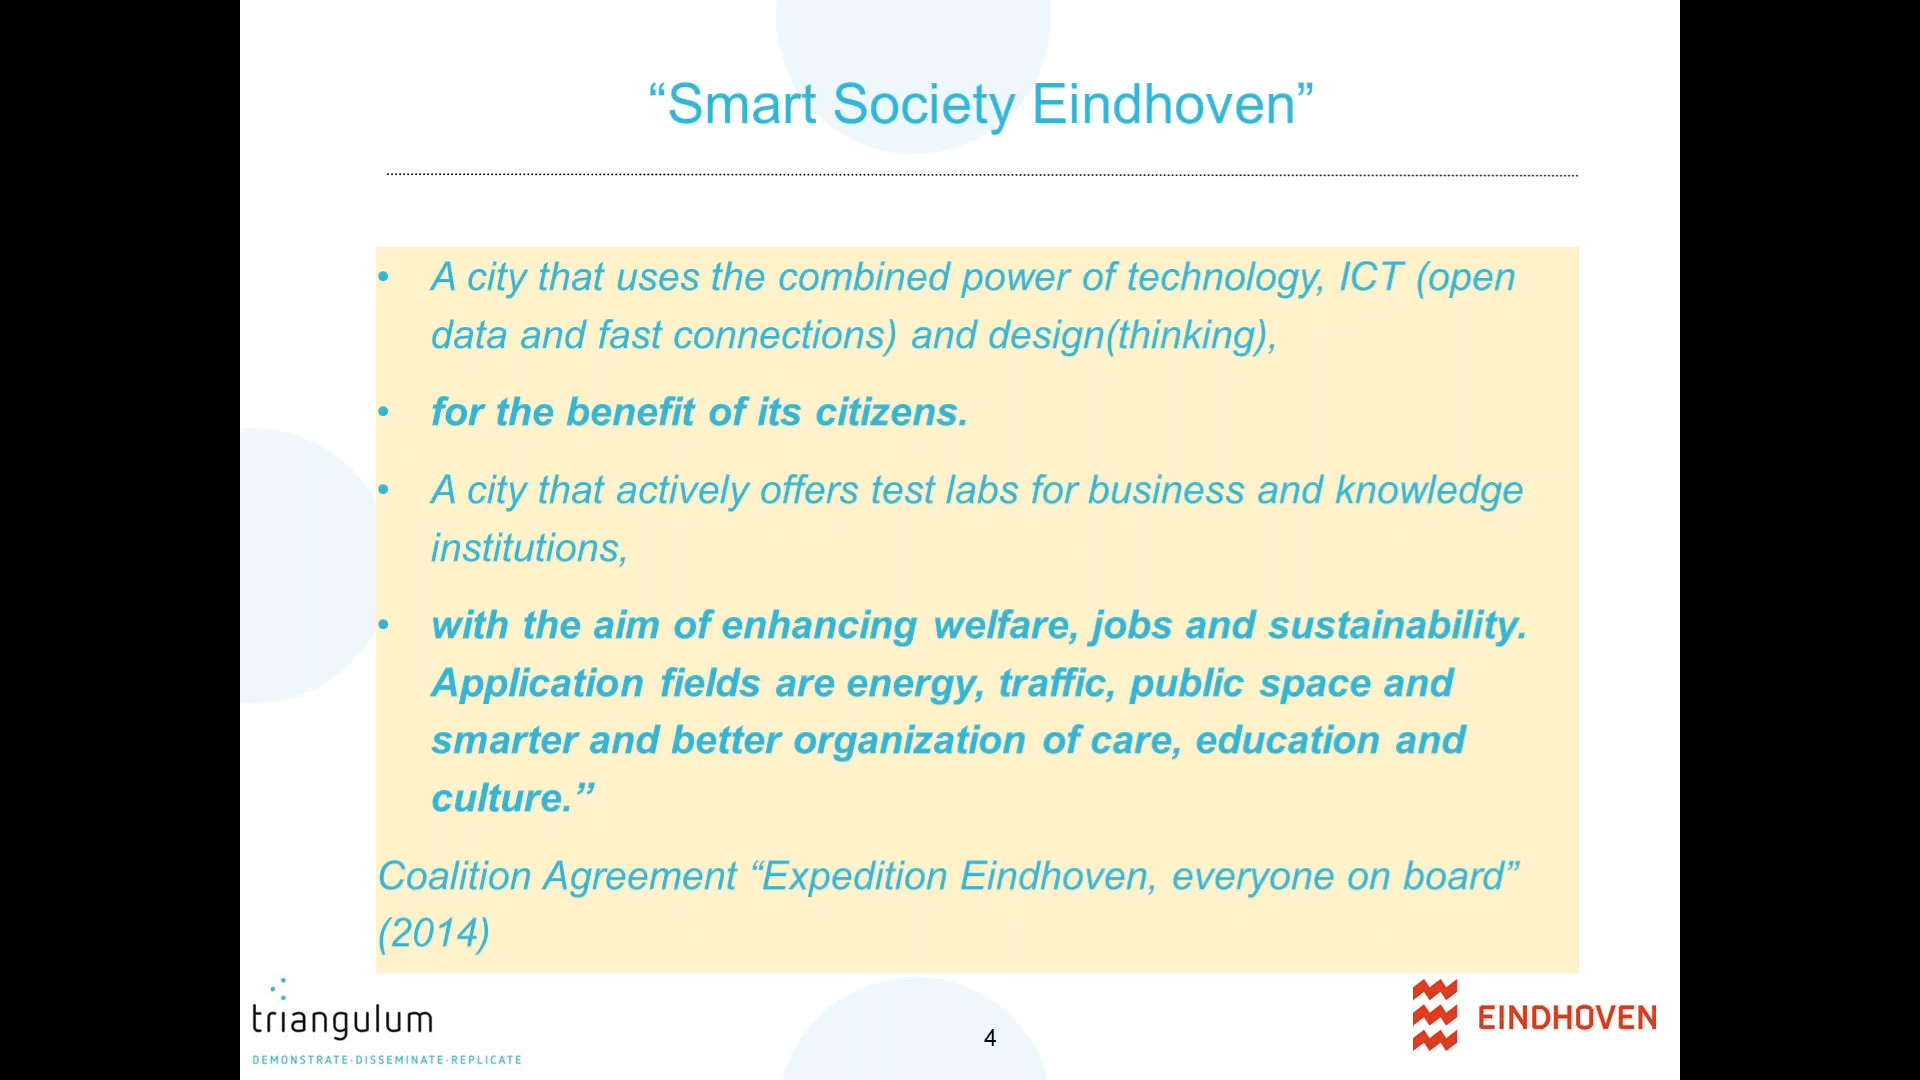 “Smart Society Eindhoven”
• A city that uses the combined power of technology, ICT (open
data and fast connections) and design(thinking),
• for the benefit of its citizens.
• A city that actively offers test labs for business and knowledge
institutions,
• with the aim of enhancing welfare, jobs and sustainability.
Application fields are energy, traffic, public space and
smarter and better organization of care, education and
culture.”
Coalition Agreement “Expedition Eindhoven, everyone on board”
(2014)
triangulum
DEMONSTRATE·DISSEMINATE·REPLICATE
4
EINDHOVEN